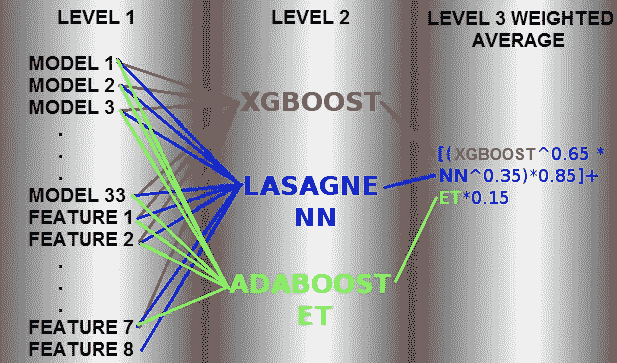 LEVEL 1
LEVEL 2
LEVEL 3 WEIGHTED
AVERAGE
MODEL 1
MODEL 2
MODEL 3
.
.
.
MODEL 33
FEATURE 1
FEATURE 2
.
.
.
FEATURE 7
FEATURE 8
XGBOOST
LASAGNE
NN
ADABOOST
ET
[(XGBOOST^0.65 *
NN^0.35)*0.85]+
ET*0.15